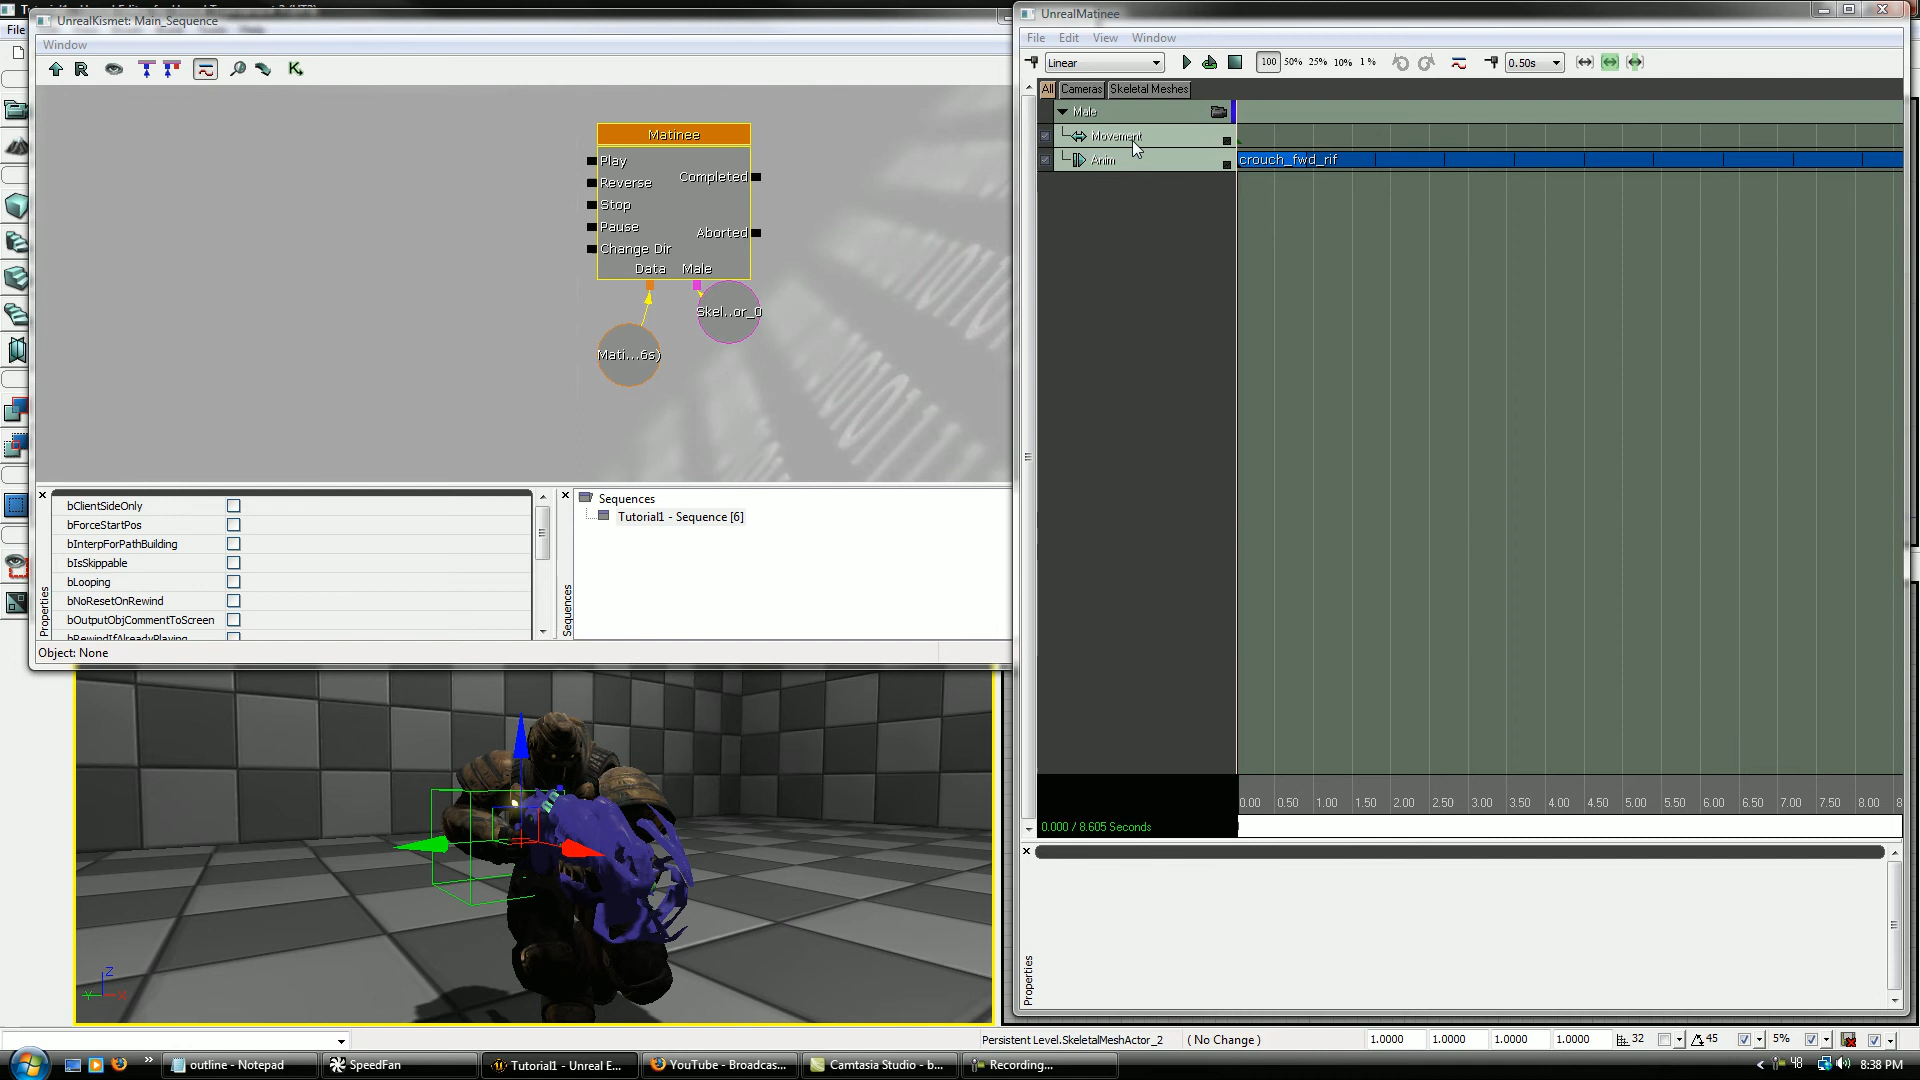 UnrealKismet: Main_Sequence
File
Window
Matinee
Play
Reverse
Stop
Pause
Change Dir
Completed
Aborted
Data Male
Mati...6s)
Skel...or_0
bClientSideOnly
bForceStartPos
bInterpForPathBuilding
bIsSkippable
bLooping
bNoResetOnRewind
bOutputObjCommentToScreen
bRewindIfAlreadyPlaying
Properties
Sequences
Tutorial1 - Sequence [6]
Sequences
Object: None
Z
Y
X
UnrealMatinee
File Edit View Window
Linear
100 50% 25% 10% 1%
0.50s
All Cameras Skeletal Meshes
Male
Movement
Anim
crouch_fwd_rif
0.00 0.50 1.00 1.50 2.00 2.50 3.00 3.50 4.00 4.50 5.00 5.50 6.00 6.50 7.00 7.50 8.00 8
0.000 / 8.605 Seconds
Properties
Persistent Level.SkeletalMeshActor_2 ( No Change ) 1.0000 1.0000 1.0000 1.0000 32 45 5%
outline - Notepad
SpeedFan
Tutorial1 - Unreal E...
YouTube - Broadcas...
Camtasia Studio - b...
Recording...
48
8:38 PM